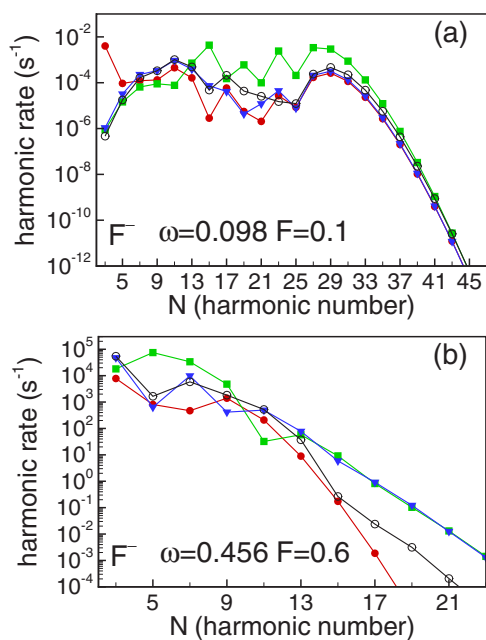 (a)
harmonic rate (s⁻¹)
10⁻²
10⁻⁴
10⁻⁶
10⁻⁸
10⁻¹⁰
10⁻¹²
F⁻ ω=0.098 F=0.1
5 9 13 17 21 25 29 33 37 41 45
N (harmonic number)
(b)
harmonic rate (s⁻¹)
10⁵
10⁴
10³
10²
10¹
10⁰
10⁻¹
10⁻²
10⁻³
10⁻⁴
F⁻ ω=0.456 F=0.6
5 9 13 17 21
N (harmonic number)